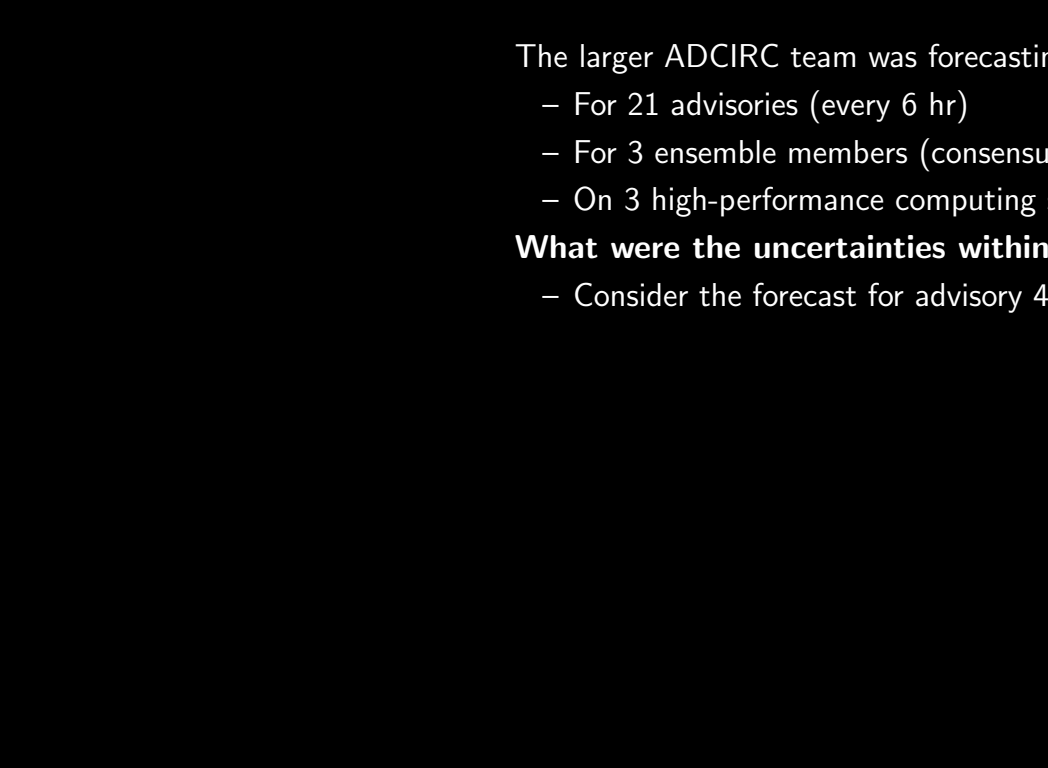 The larger ADCIRC team was forecastin
– For 21 advisories (every 6 hr)
– For 3 ensemble members (consensu
– On 3 high-performance computing
What were the uncertainties within
– Consider the forecast for advisory 4